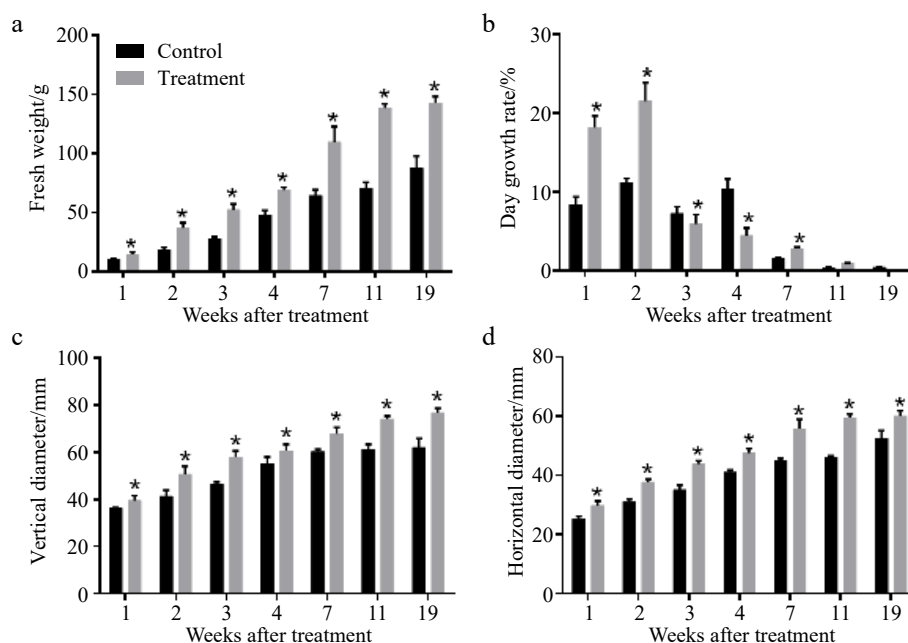 a
200
150
100
50
0
Fresh weight/g
Control
Treatment
* * * * * * *
1 2 3 4 7 11 19
Weeks after treatment
b
30
20
10
0
Day growth rate/%
* * * * *
1 2 3 4 7 11 19
Weeks after treatment
c
100
80
60
40
20
0
Vertical diameter/mm
* * * * * * *
1 2 3 4 7 11 19
Weeks after treatment
d
80
60
40
20
0
Horizontal diameter/mm
* * * * * * *
1 2 3 4 7 11 19
Weeks after treatment